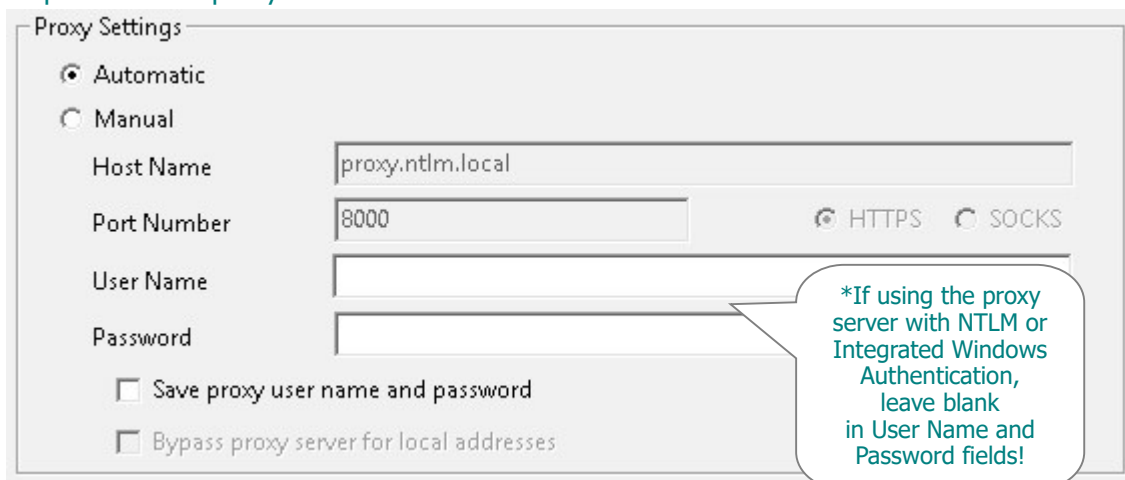 Proxy Settings
Automatic
Manual
Host Name proxy.ntlm.local
Port Number 8000 HTTPS SOCKS
User Name
Password
*If using the proxy
server with NTLM or
Integrated Windows
Authentication,
leave blank
in User Name and
Password fields!
Save proxy user name and password
Bypass proxy server for local addresses